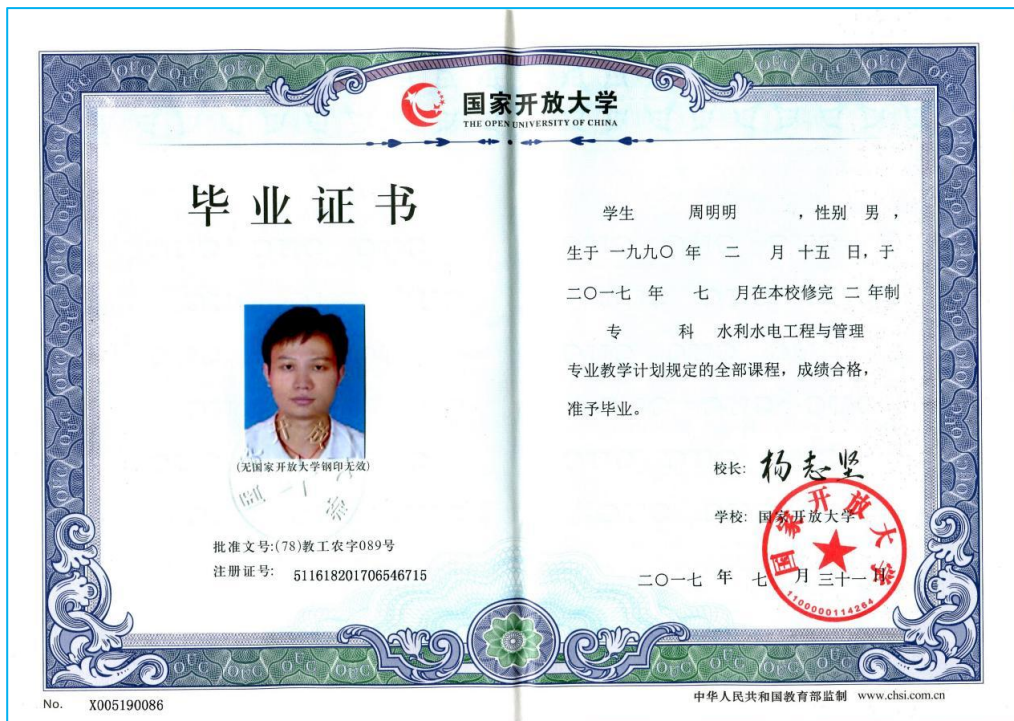 国家开放大学
THE OPEN UNIVERSITY OF CHINA
毕业证书
(无国家开放大学钢印无效)
批准文号:(78)教工农字089号
注册证号: 511618201706546715
学生 周明明 ，性别 男，
生于 一九九〇 年 二 月 十五 日，于
二〇一七 年 七 月在本校修完 二 年制
专 科 水利水电工程与管理
专业教学计划规定的全部课程，成绩合格，
准予毕业。
校长: 杨志坚
学校: 国家开放大学
二〇一七 年 七 月 三十一 日
国家开放大学
1100000114264
No. X005190086
中华人民共和国教育部监制 www.chsi.com.cn